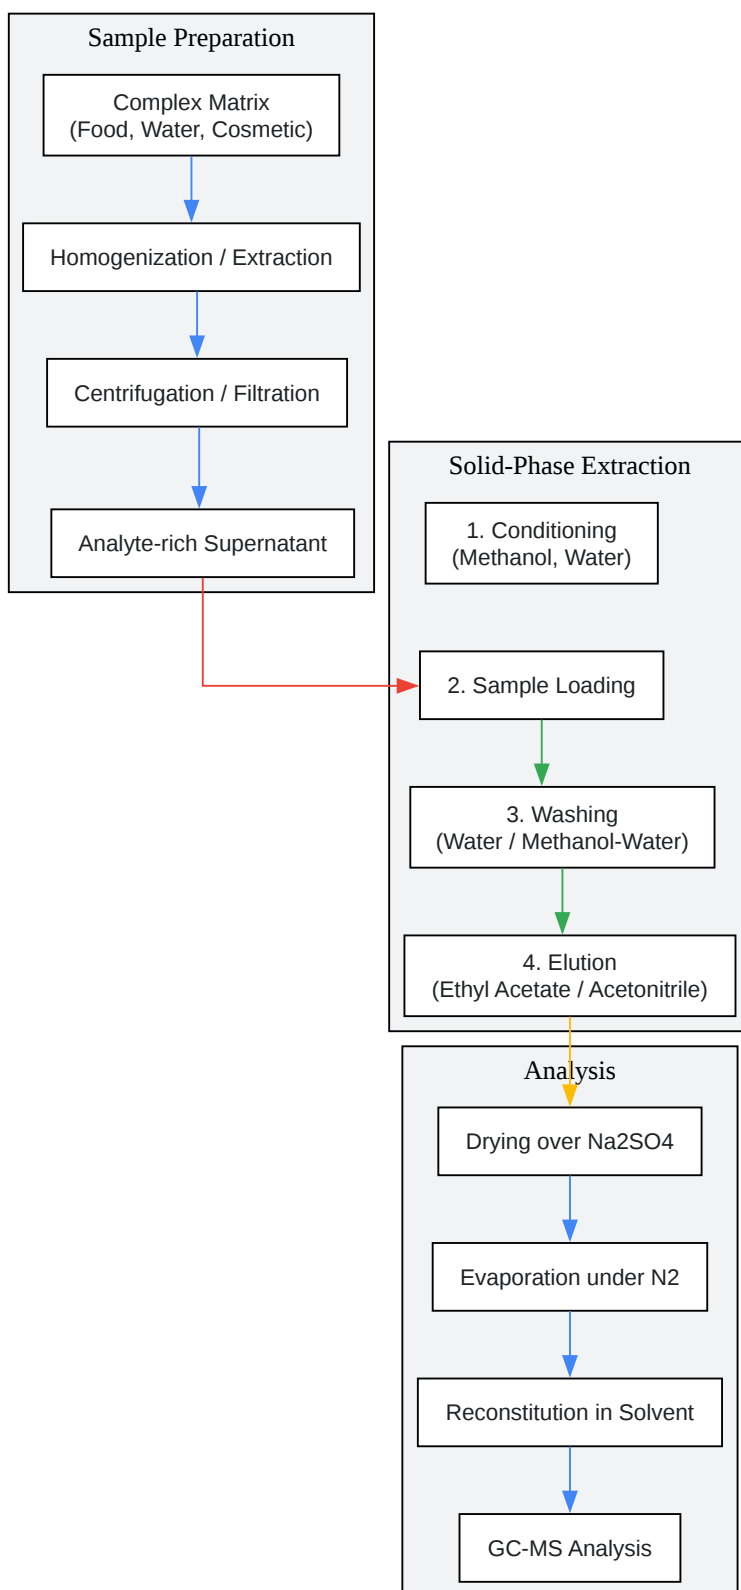 Sample Preparation
Complex Matrix
(Food, Water, Cosmetic)
Homogenization / Extraction
Centrifugation / Filtration
Analyte-rich Supernatant
Solid-Phase Extraction
1. Conditioning
(Methanol, Water)
2. Sample Loading
3. Washing
(Water / Methanol-Water)
4. Elution
(Ethyl Acetate / Acetonitrile)
Analysis
Drying over Na2SO4
Evaporation under N2
Reconstitution in Solvent
GC-MS Analysis